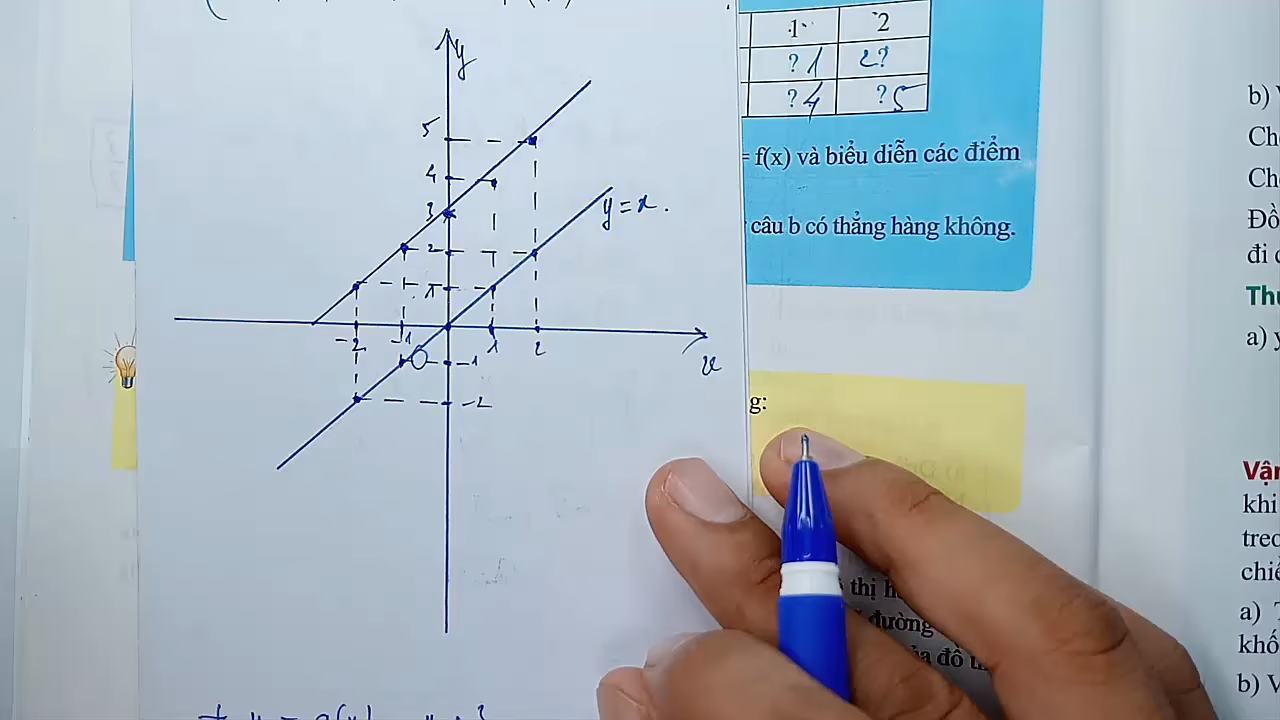 y
5
4
3
2
1
y = x.
-2
-1
1
2
x
O
-1
-2
1 2
? 1 2?
? 4 ? 5
= f(x) và biểu diễn các điểm
câu b có thẳng hàng không.
g:
thị h
đường
ủa đồ t
b) V
Ch
Ch
Đồ
đi
Thu
a) y
Vận
khi
treo
chiề
a) T
khố
b) V